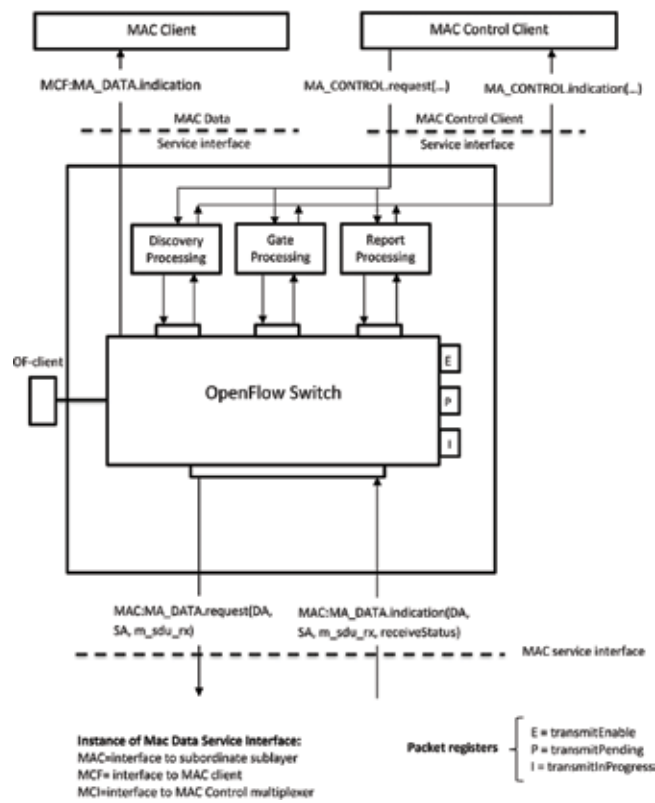 MAC Client
MAC Control Client
MCF:MA_DATA.indication
MA_CONTROL.request(...)
MA_CONTROL.indication(...)
MAC Data
Service interface
MAC Control Client
Service interface
Discovery
Processing
Gate
Processing
Report
Processing
OF-client
OpenFlow Switch
E
P
I
MAC:MA_DATA.request(DA,
SA, m_sdu_rx)
MAC:MA_DATA.indication(DA,
SA, m_sdu_rx, receiveStatus)
MAC service interface
Instance of Mac Data Service Interface:
MAC=interface to subordinate sublayer
MCF= interface to MAC client
MCI=interface to MAC Control multiplexer
Packet registers
E = transmitEnable
P = transmitPending
I = transmitInProgress